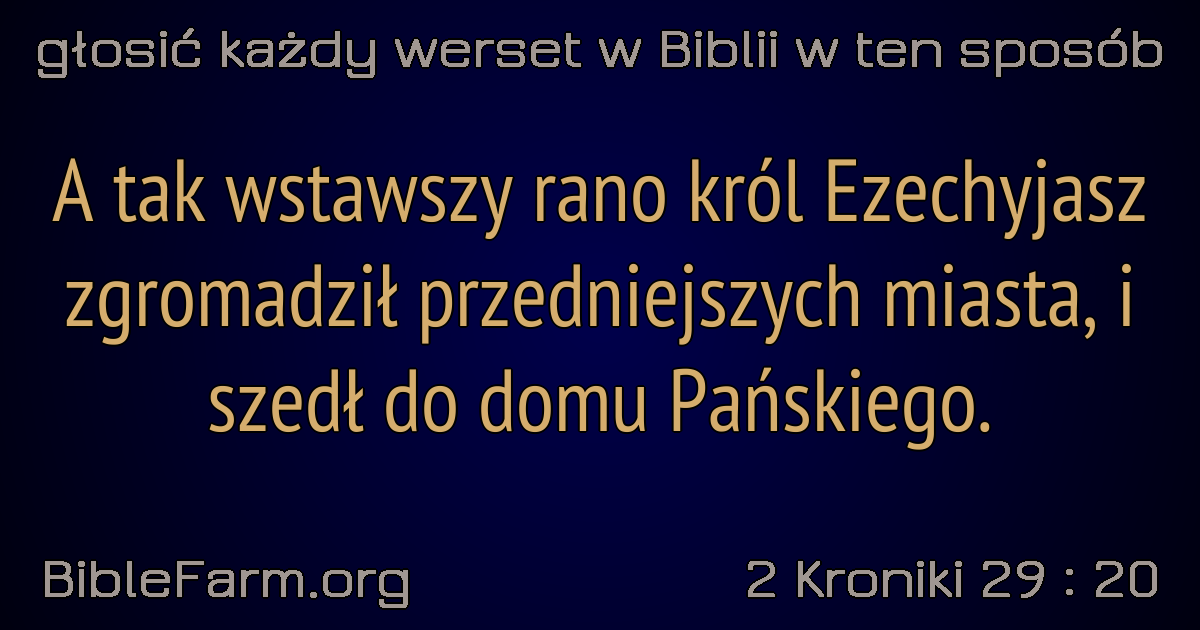 głosić każdy werset w Biblii w ten sposób
A tak wstawszy rano król Ezechyjasz
zgromadził przedniejszych miasta, i
szedł do domu Pańskiego.
BibleFarm.org
2 Kroniki 29 : 20